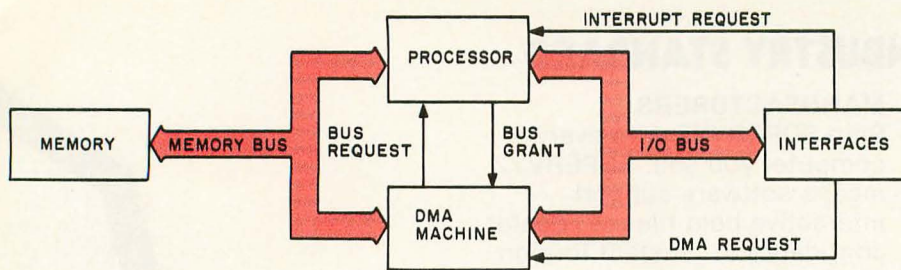 INTERRUPT REQUEST
PROCESSOR
MEMORY
MEMORY BUS
BUS
REQUEST
BUS
GRANT
I/O BUS
INTERFACES
DMA
MACHINE
DMA REQUEST